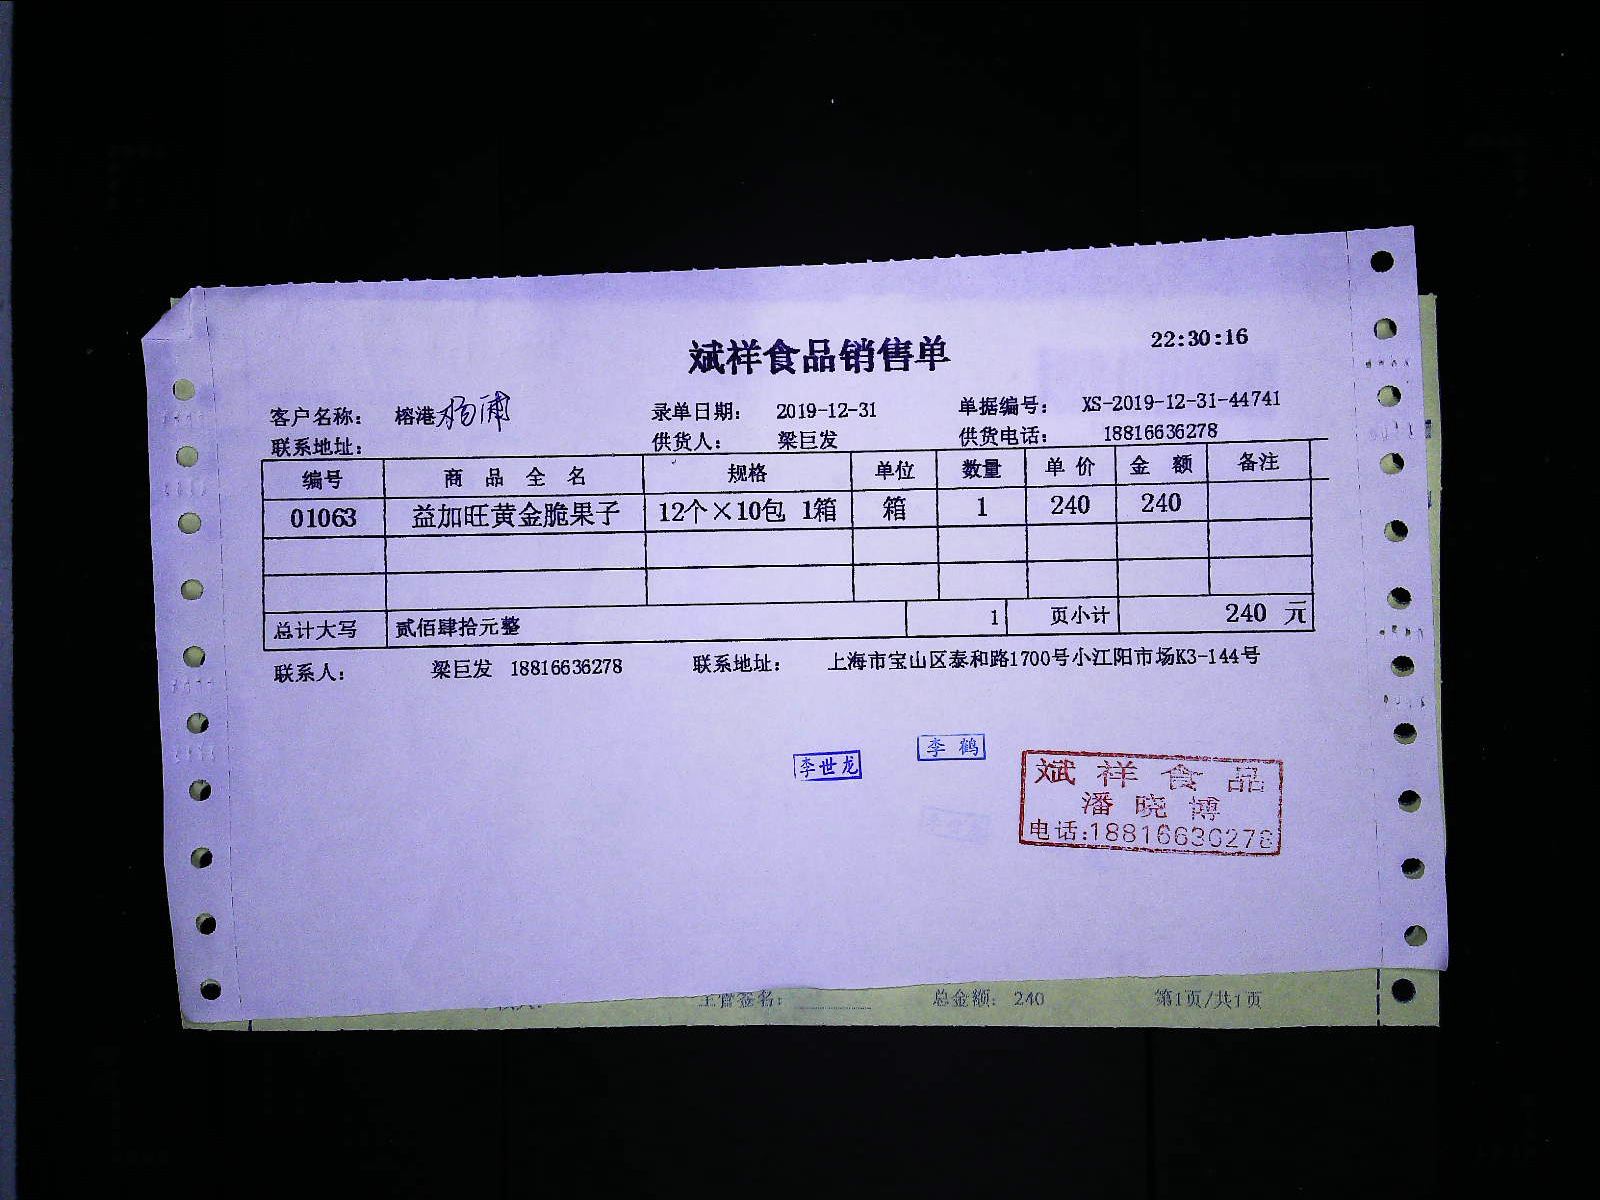 斌祥食品销售单
22:30:16
客户名称： 榕港杨浦 录单日期： 2019-12-31 单据编号： XS-2019-12-31-44741
联系地址： 供货人： 梁巨发 供货电话： 18816636278
编号 商品全名 规格 单位 数量 单价 金额 备注
01063 益加旺黄金脆果子 12个×10包 1箱 箱 1 240 240
总计大写 贰佰肆拾元整 1 页小计 240 元
联系人： 梁巨发 18816636278 联系地址： 上海市宝山区泰和路1700号小江阳市场K3-144号
李世龙
李鹤
斌祥食品
潘晓博
电话:18816636278
主管签名： 总金额： 240 第1页/共1页